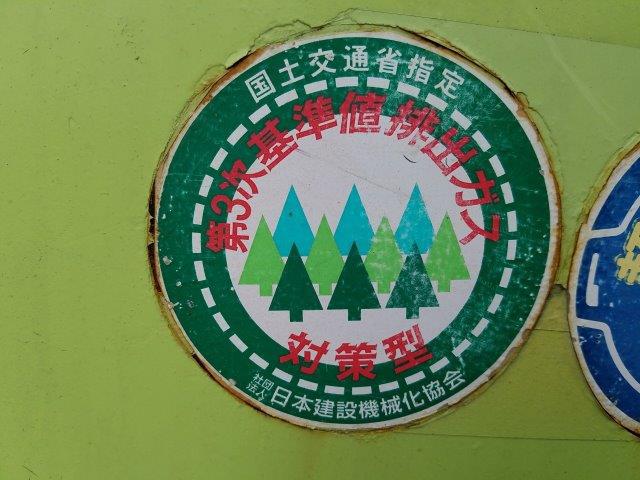 国土交通省指定
第3次基準値排出ガス
対策型
社団法人日本建設機械化協会